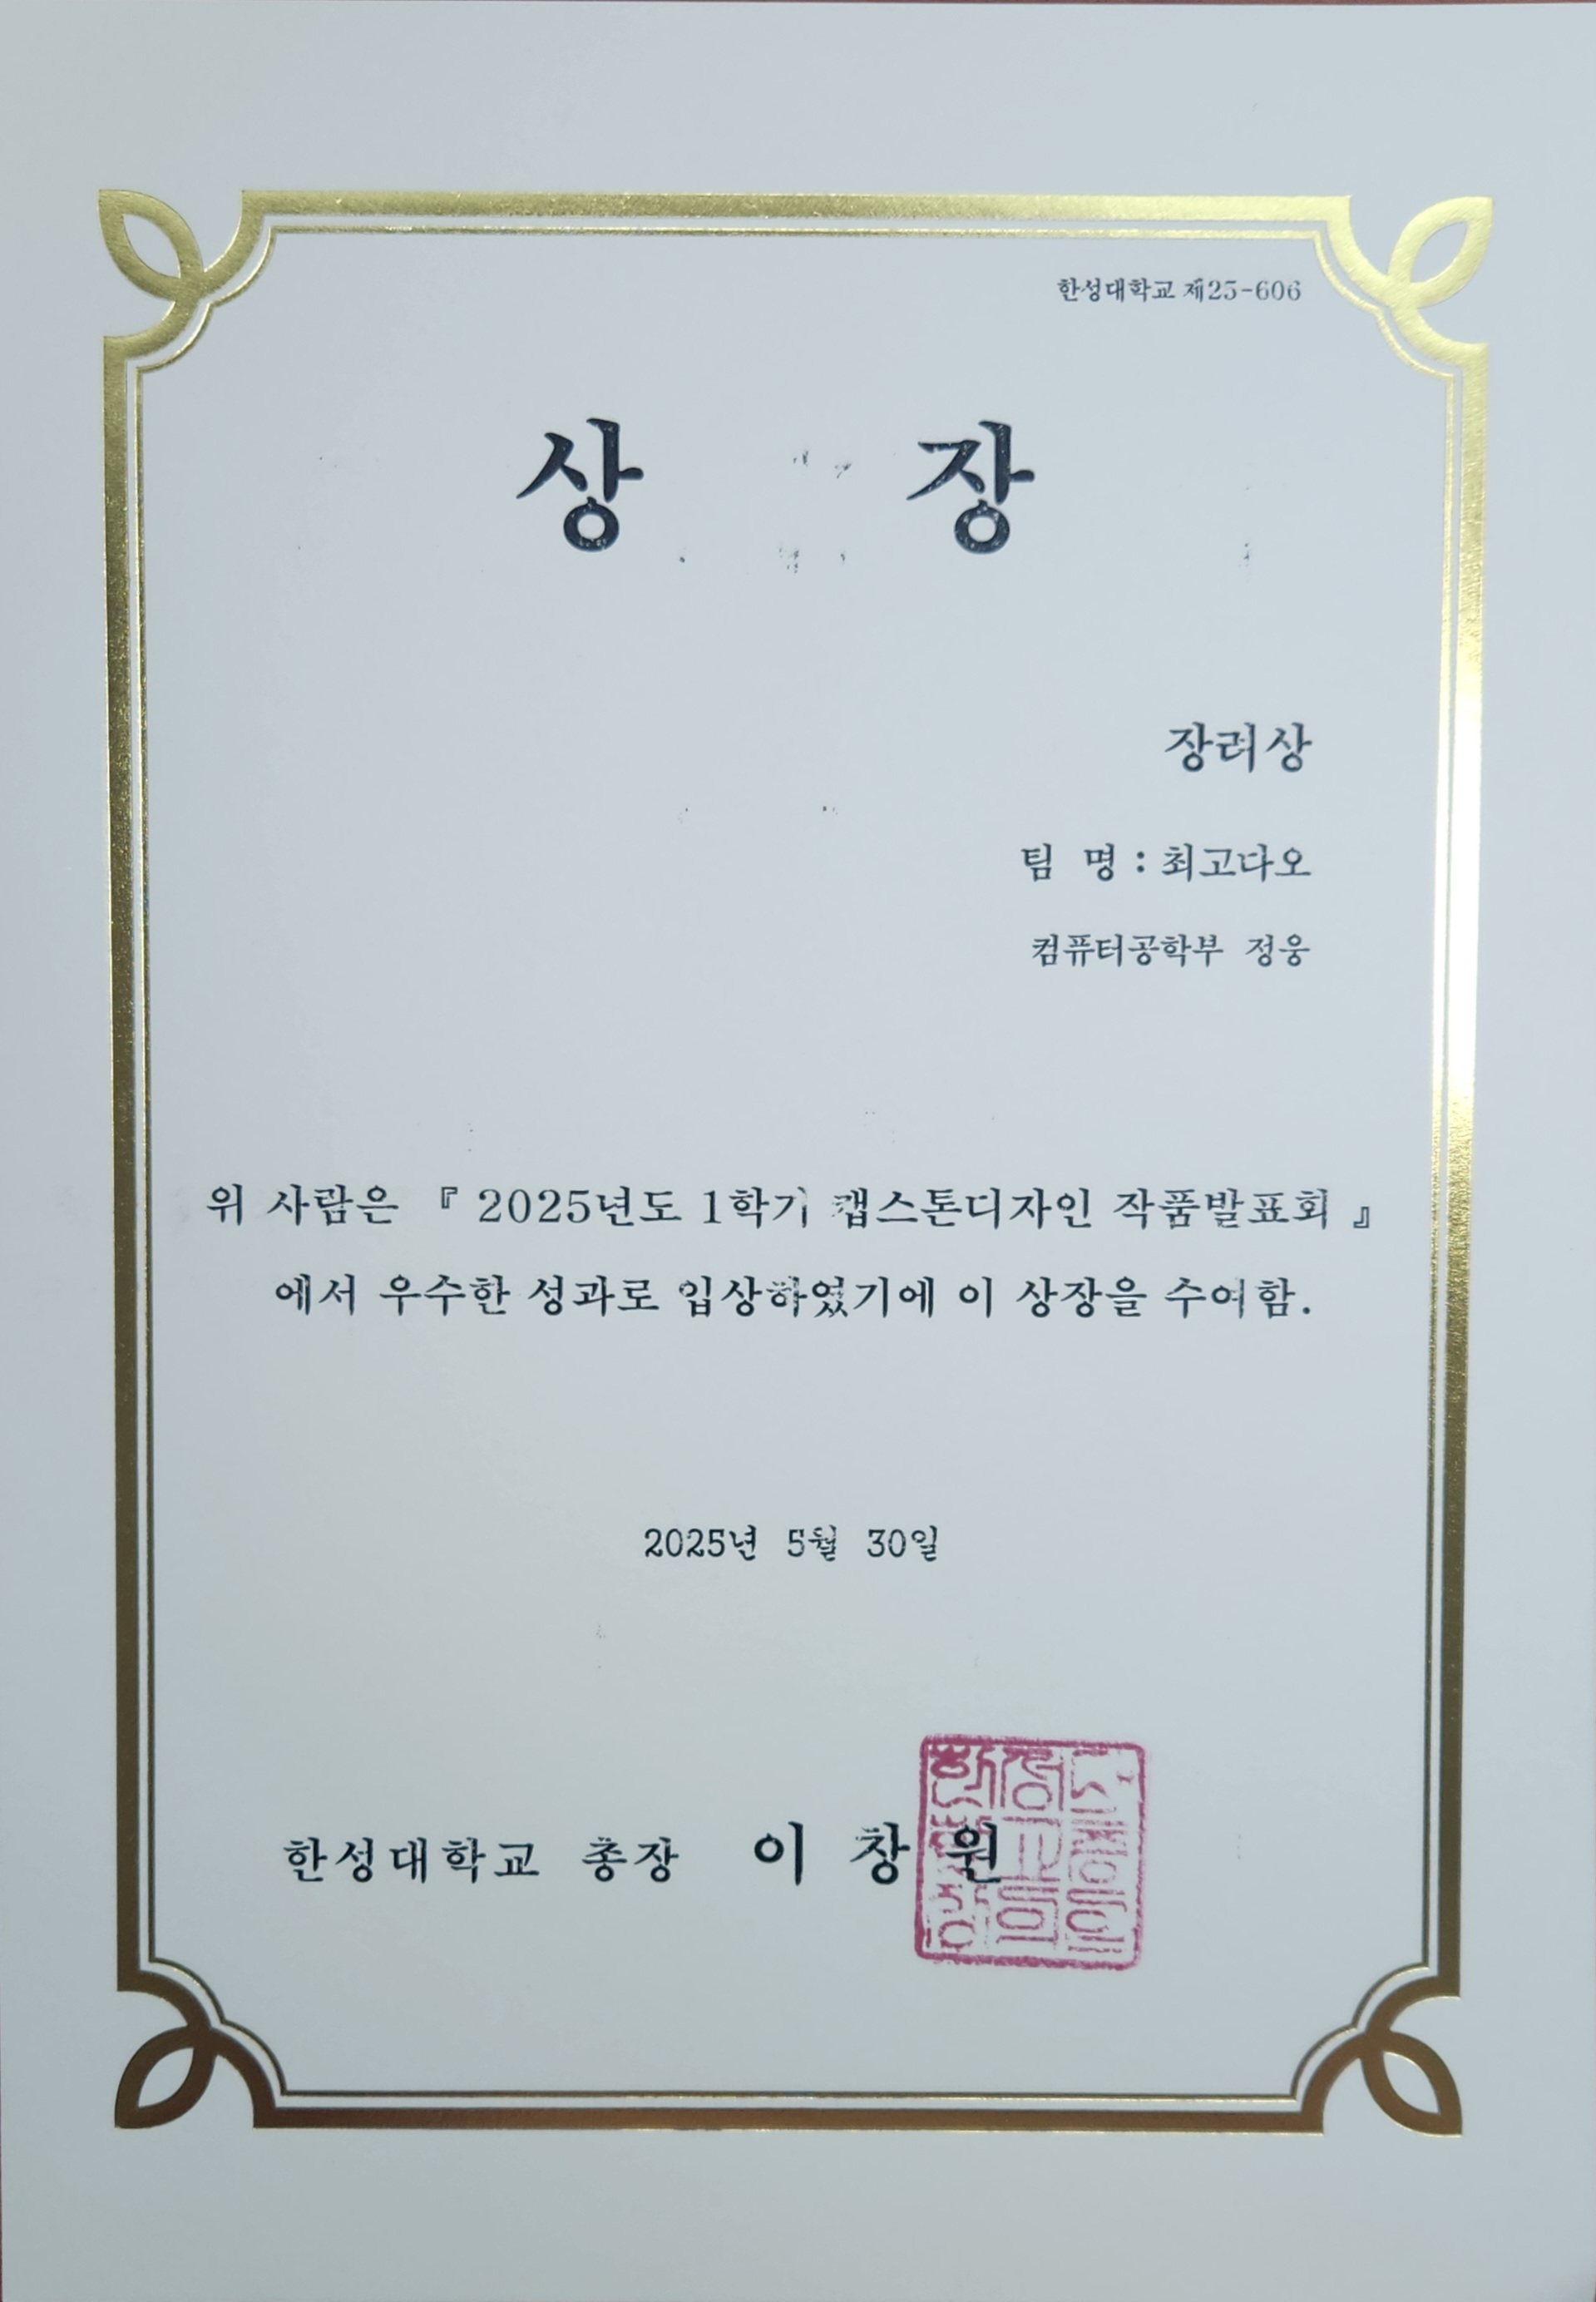 한성대학교 제25-606
상 장
장려상
팀 명 : 최고다오
컴퓨터공학부 정웅
위 사람은 『 2025년도 1학기 캡스톤디자인 작품발표회 』
에서 우수한 성과로 입상하였기에 이 상장을 수여함.
2025년 5월 30일
한성대학교 총장 이 창 원